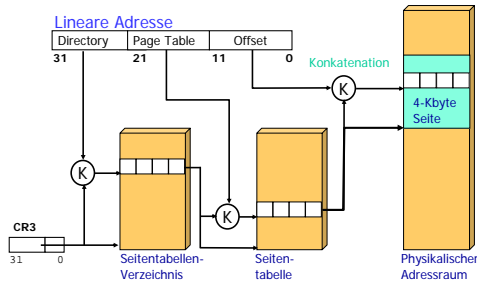 Lineare Adresse
Directory Page Table Offset
31 21 11 0
Konkatenation
K
4-Kbyte
Seite
K
K
CR3
31 0
Seitentabellen-
Verzeichnis
Seiten-
tabelle
Physikalischer
Adressraum